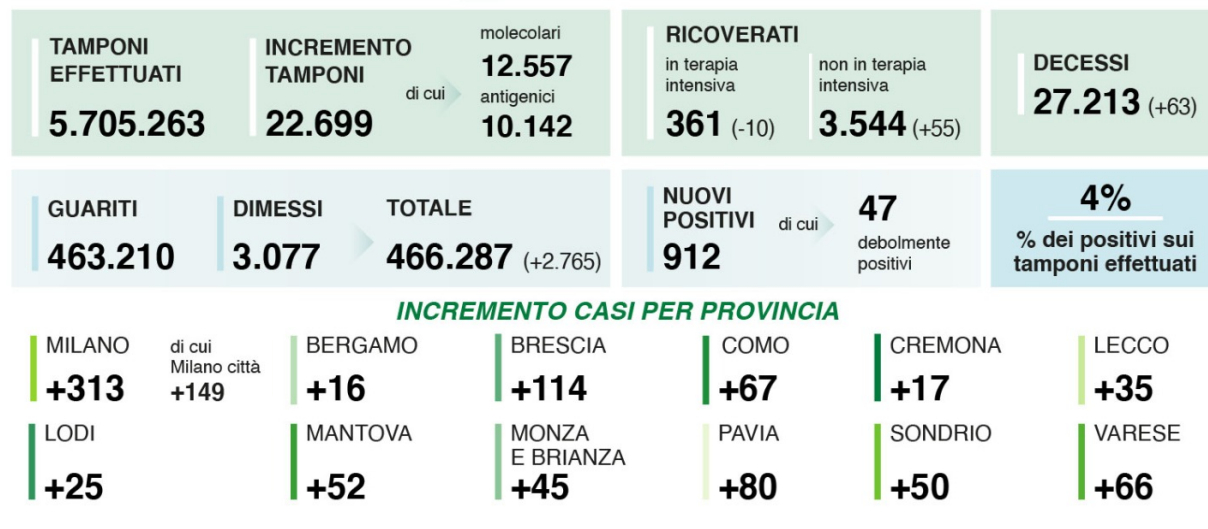 TAMPONI
EFFETTUATI
5.705.263
INCREMENTO
TAMPONI
22.699
di cui
molecolari
12.557
antigenici
10.142
RICOVERATI
in terapia
intensiva
361 (-10)
non in terapia
intensiva
3.544 (+55)
DECESSI
27.213 (+63)
GUARITI
463.210
DIMESSI
3.077
TOTALE
466.287 (+2.765)
NUOVI
POSITIVI
912
di cui
47
debolmente
positivi
4%
% dei positivi sui
tamponi effettuati
INCREMENTO CASI PER PROVINCIA
MILANO
+313
di cui
Milano città
+149
BERGAMO
+16
BRESCIA
+114
COMO
+67
CREMONA
+17
LECCO
+35
LODI
+25
MANTOVA
+52
MONZA
E BRIANZA
+45
PAVIA
+80
SONDRIO
+50
VARESE
+66